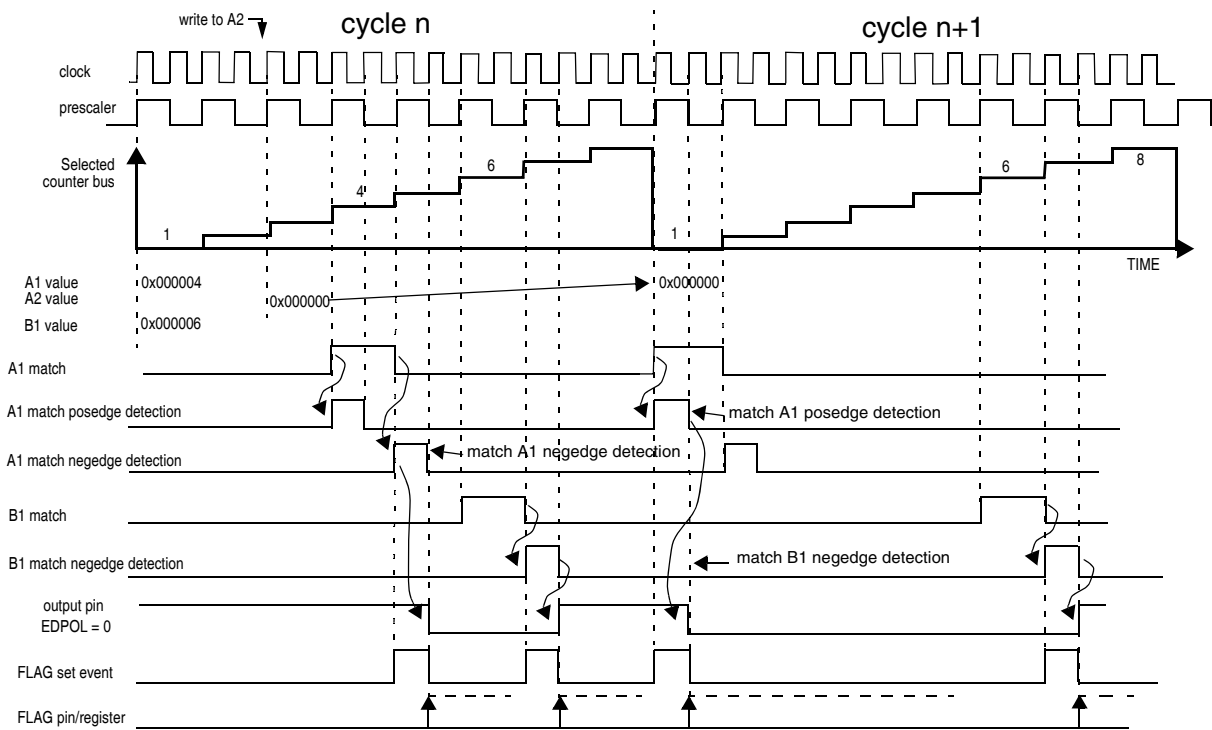 write to A2
cycle n
cycle n+1
clock
prescaler
Selected
counter bus
1
4
6
1
6
8
TIME
A1 value
0x000004
0x000000
A2 value
0x000000
B1 value
0x000006
A1 match
A1 match posedge detection
match A1 posedge detection
A1 match negedge detection
match A1 negedge detection
B1 match
B1 match negedge detection
match B1 negedge detection
output pin
EDPOL = 0
FLAG set event
FLAG pin/register